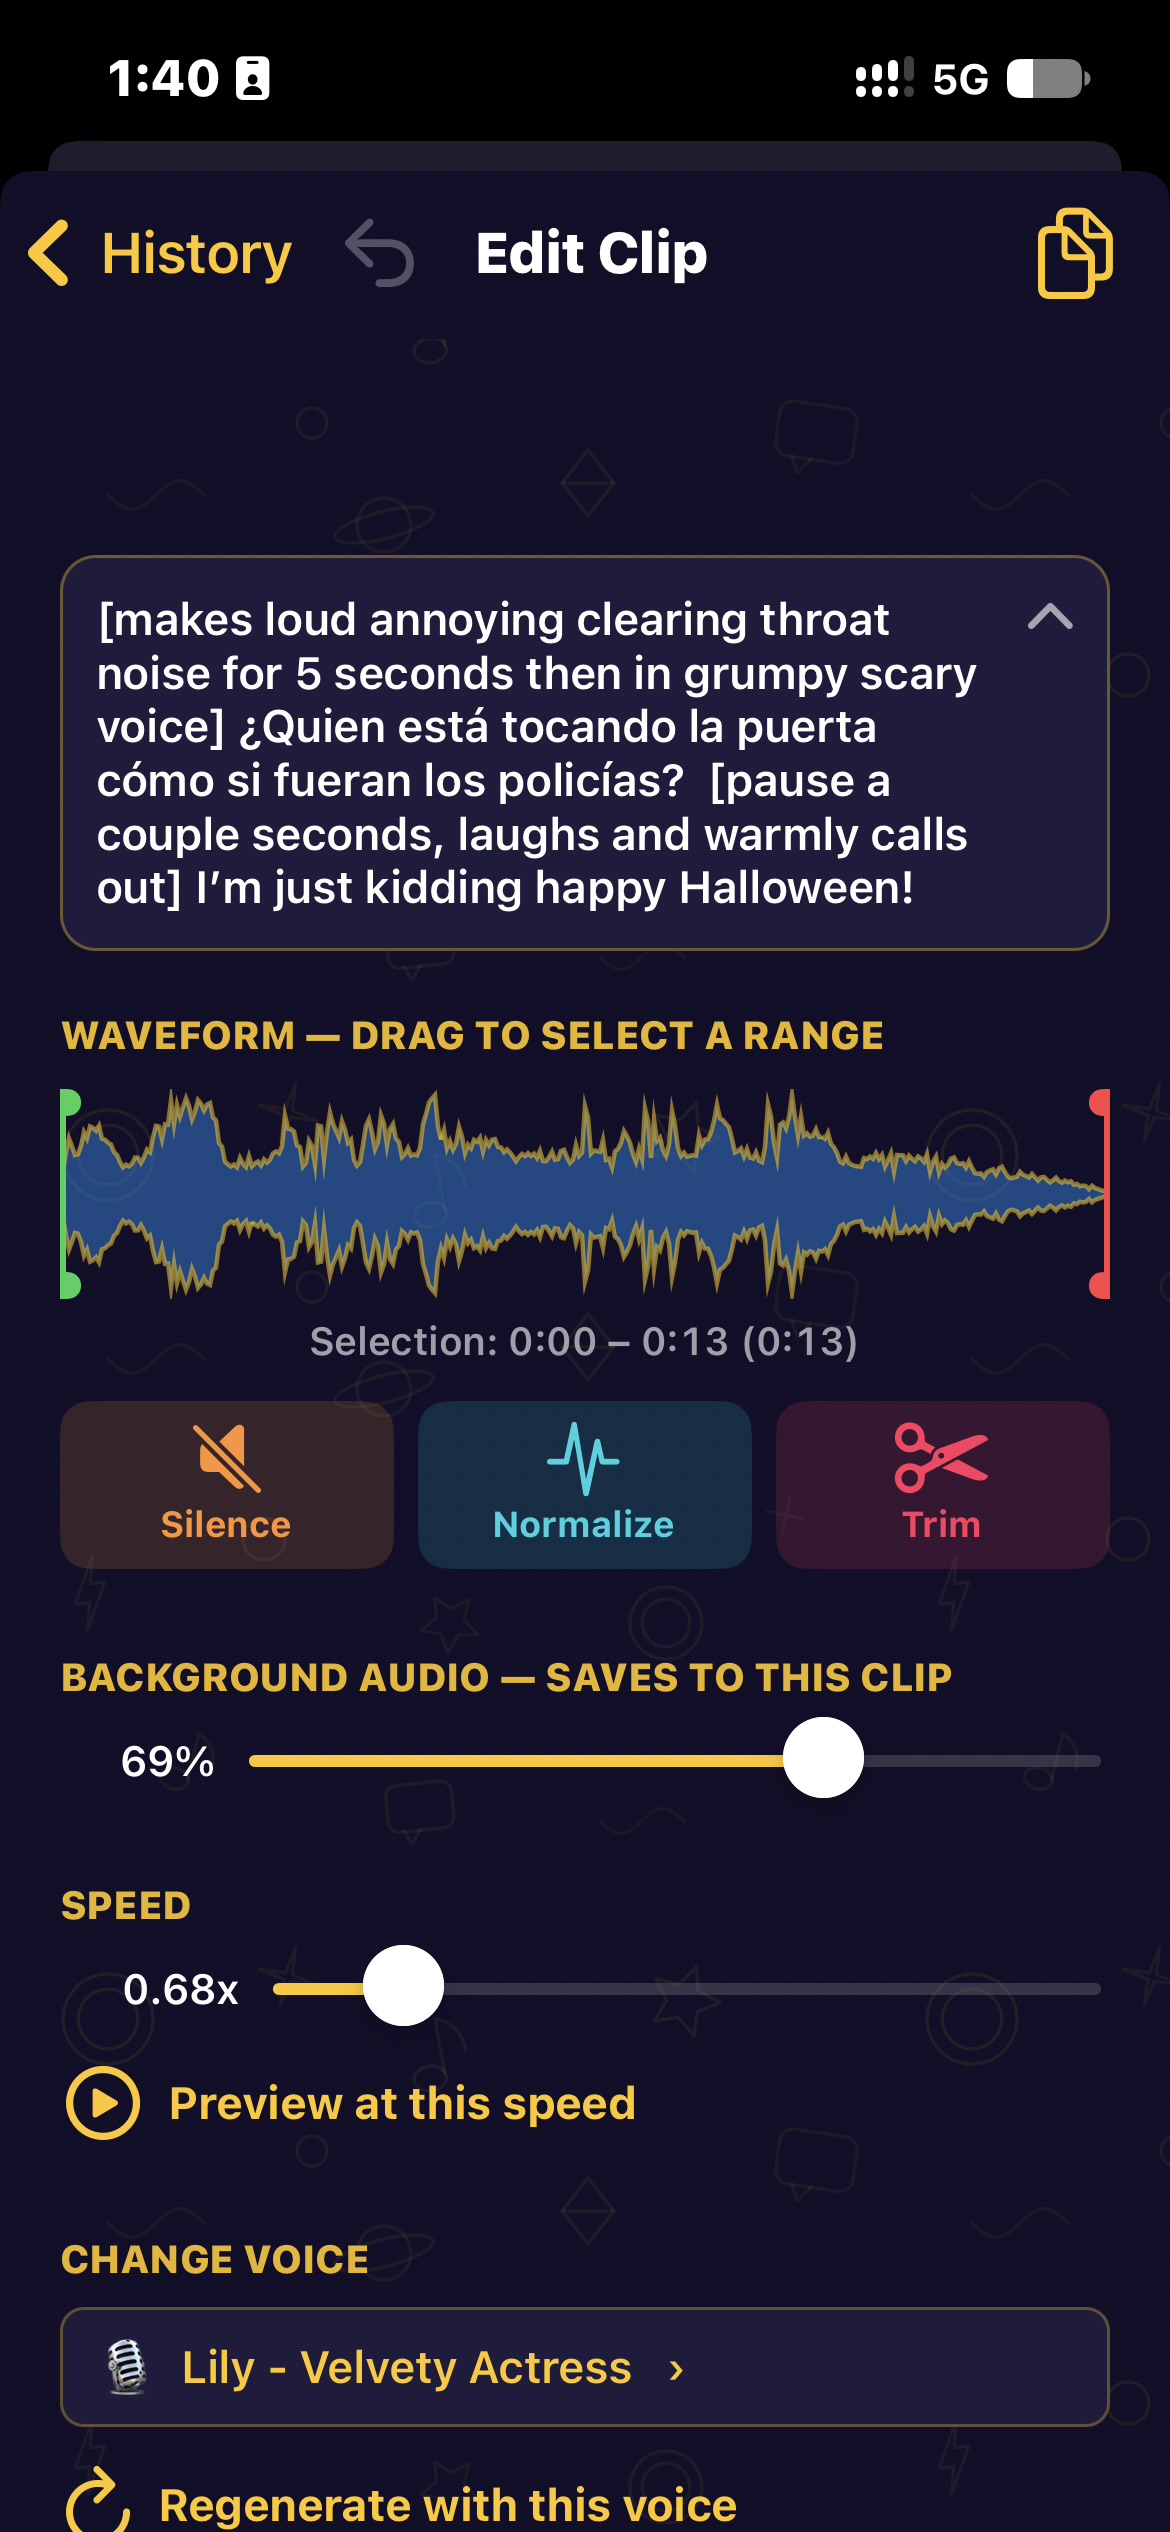 1:40
5G
History
Edit Clip
[makes loud annoying clearing throat
noise for 5 seconds then in grumpy scary
voice] ¿Quien está tocando la puerta
cómo si fueran los policías?  [pause a
couple seconds, laughs and warmly calls
out] I’m just kidding happy Halloween!
WAVEFORM — DRAG TO SELECT A RANGE
Selection: 0:00 – 0:13 (0:13)
Silence
Normalize
Trim
BACKGROUND AUDIO — SAVES TO THIS CLIP
69%
SPEED
0.68x
Preview at this speed
CHANGE VOICE
Lily - Velvety Actress ›
Regenerate with this voice